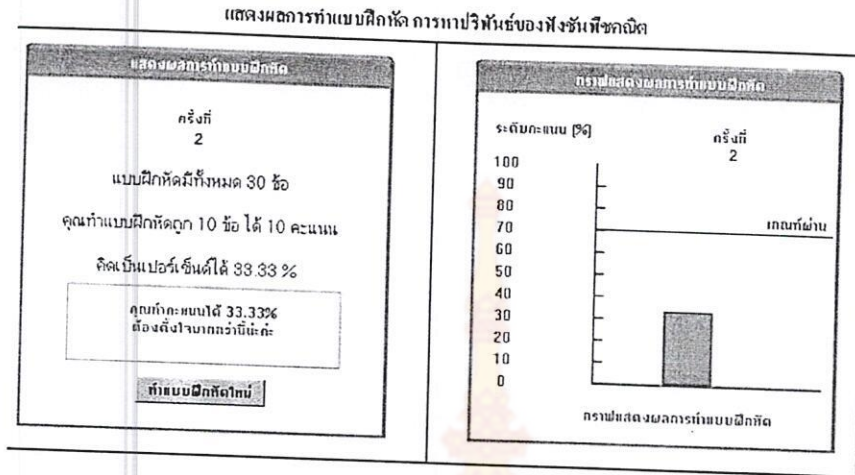 แสดงผลการทำแบบฝึกหัด การหาปริพันธ์ของฟังชันพีชคณิต
แสดงผลการทำแบบฝึกหัด
ครั้งที่
2
แบบฝึกหัดมีทั้งหมด 30 ข้อ
คุณทำแบบฝึกหัดถูก 10 ข้อ ได้ 10 คะแนน
คิดเป็นเปอร์เซ็นต์ได้ 33.33 %
คุณทำคะแนนได้ 33.33%
ต้องตั้งใจมากกว่านี้น่ะค่ะ
ทำแบบฝึกหัดใหม่
กราฟแสดงผลการทำแบบฝึกหัด
ระดับคะแนน [%]
ครั้งที่
2
100
90
80
70
เกณฑ์ผ่าน
60
50
40
30
20
10
0
กราฟแสดงผลการทำแบบฝึกหัด